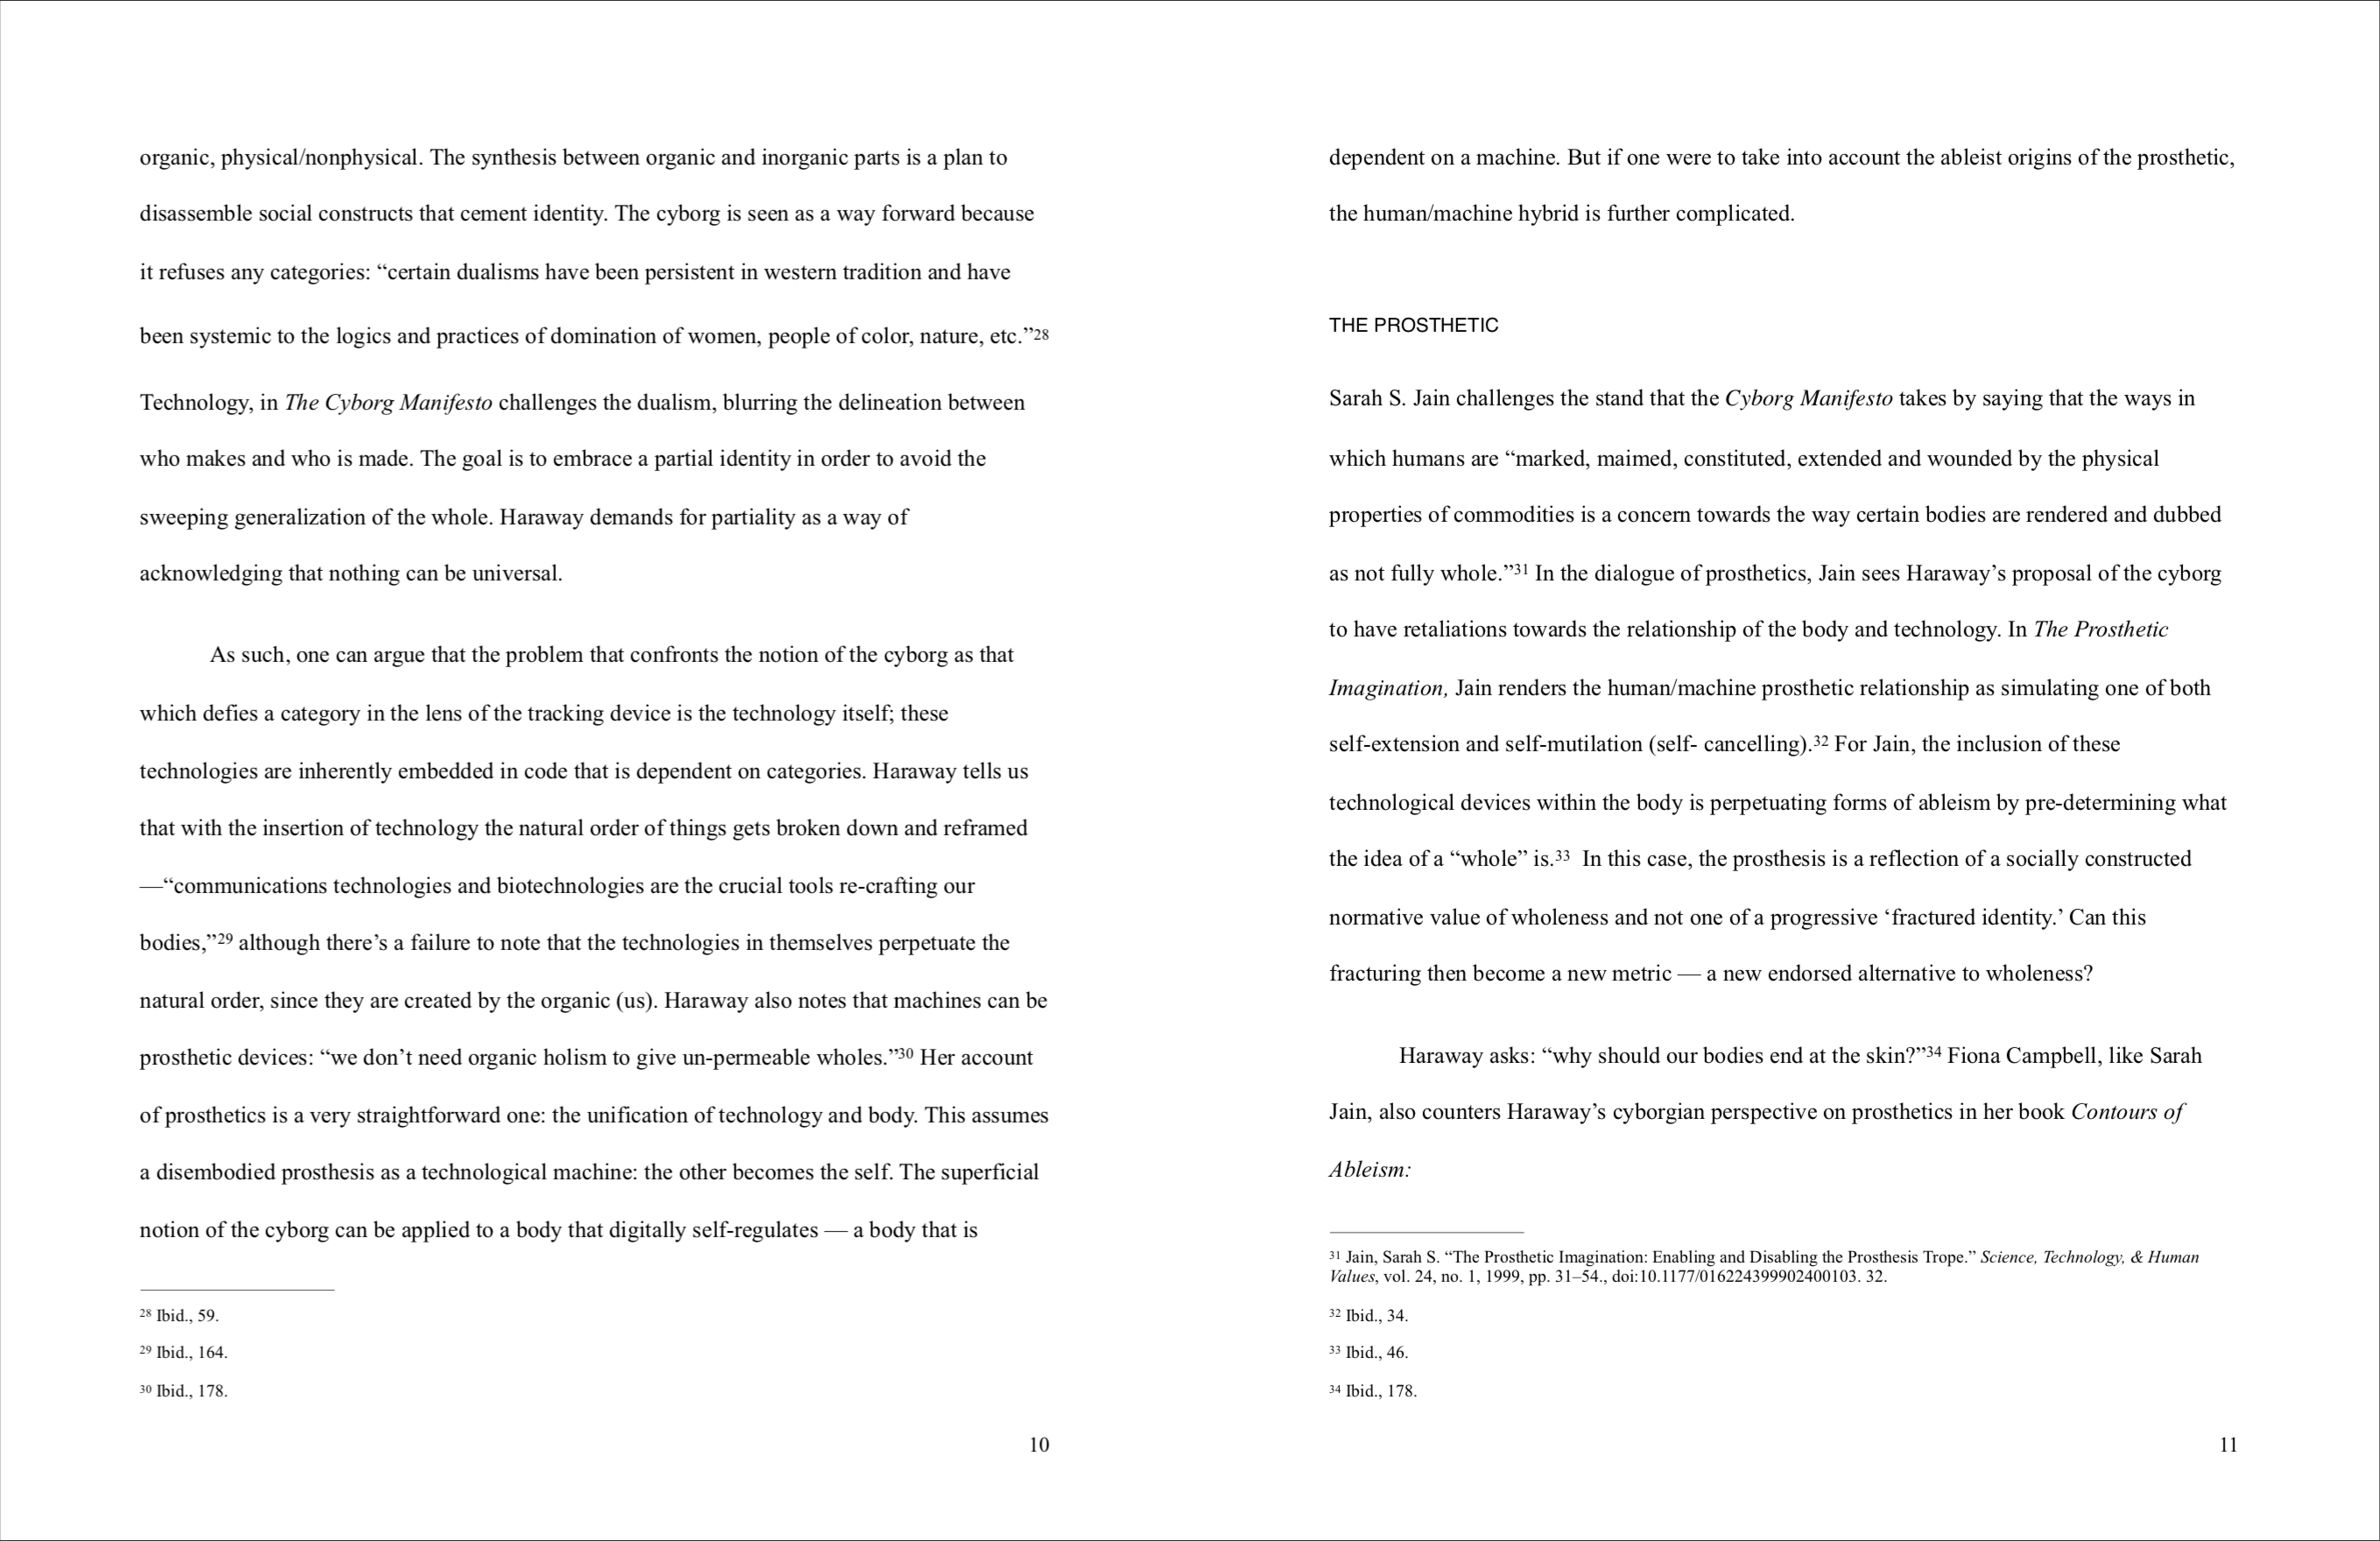 organic, physical/nonphysical. The synthesis between organic and inorganic parts is a plan to
disassemble social constructs that cement identity. The cyborg is seen as a way forward because
it refuses any categories: “certain dualisms have been persistent in western tradition and have
been systemic to the logics and practices of domination of women, people of color, nature, etc.”28
Technology, in The Cyborg Manifesto challenges the dualism, blurring the delineation between
who makes and who is made. The goal is to embrace a partial identity in order to avoid the
sweeping generalization of the whole. Haraway demands for partiality as a way of
acknowledging that nothing can be universal.
As such, one can argue that the problem that confronts the notion of the cyborg as that
which defies a category in the lens of the tracking device is the technology itself; these
technologies are inherently embedded in code that is dependent on categories. Haraway tells us
that with the insertion of technology the natural order of things gets broken down and reframed
—“communications technologies and biotechnologies are the crucial tools re-crafting our
bodies,”29 although there’s a failure to note that the technologies in themselves perpetuate the
natural order, since they are created by the organic (us). Haraway also notes that machines can be
prosthetic devices: “we don’t need organic holism to give un-permeable wholes.”30 Her account
of prosthetics is a very straightforward one: the unification of technology and body. This assumes
a disembodied prosthesis as a technological machine: the other becomes the self. The superficial
notion of the cyborg can be applied to a body that digitally self-regulates — a body that is
28 Ibid., 59.
29 Ibid., 164.
30 Ibid., 178.
10
dependent on a machine. But if one were to take into account the ableist origins of the prosthetic,
the human/machine hybrid is further complicated.
THE PROSTHETIC
Sarah S. Jain challenges the stand that the Cyborg Manifesto takes by saying that the ways in
which humans are “marked, maimed, constituted, extended and wounded by the physical
properties of commodities is a concern towards the way certain bodies are rendered and dubbed
as not fully whole.”31 In the dialogue of prosthetics, Jain sees Haraway’s proposal of the cyborg
to have retaliations towards the relationship of the body and technology. In The Prosthetic
Imagination, Jain renders the human/machine prosthetic relationship as simulating one of both
self-extension and self-mutilation (self- cancelling).32 For Jain, the inclusion of these
technological devices within the body is perpetuating forms of ableism by pre-determining what
the idea of a “whole” is.33  In this case, the prosthesis is a reflection of a socially constructed
normative value of wholeness and not one of a progressive ‘fractured identity.’ Can this
fracturing then become a new metric — a new endorsed alternative to wholeness?
Haraway asks: “why should our bodies end at the skin?”34 Fiona Campbell, like Sarah
Jain, also counters Haraway’s cyborgian perspective on prosthetics in her book Contours of
Ableism:
31 Jain, Sarah S. “The Prosthetic Imagination: Enabling and Disabling the Prosthesis Trope.” Science, Technology, & Human
Values, vol. 24, no. 1, 1999, pp. 31–54., doi:10.1177/016224399902400103. 32.
32 Ibid., 34.
33 Ibid., 46.
34 Ibid., 178.
11